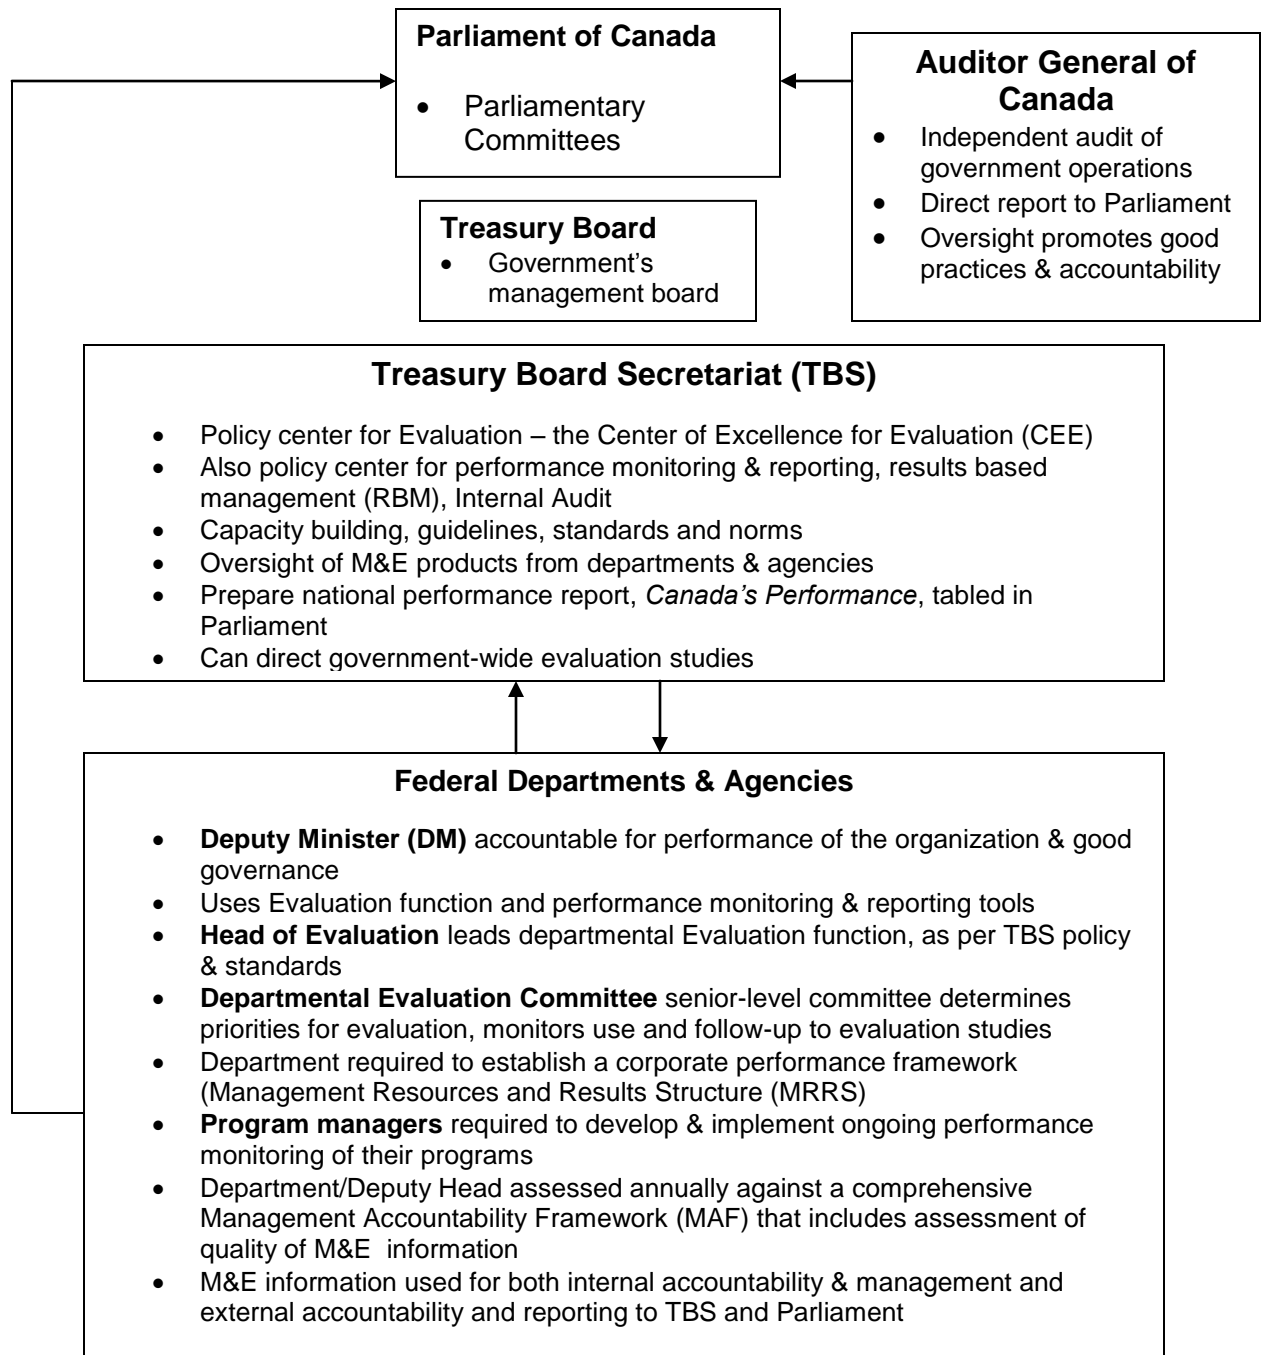 Parliament of Canada
• Parliamentary
Committees
Auditor General of
Canada
• Independent audit of
government operations
• Direct report to Parliament
• Oversight promotes good
practices & accountability
Treasury Board
• Government's
management board
Treasury Board Secretariat (TBS)
• Policy center for Evaluation – the Center of Excellence for Evaluation (CEE)
• Also policy center for performance monitoring & reporting, results based
management (RBM), Internal Audit
• Capacity building, guidelines, standards and norms
• Oversight of M&E products from departments & agencies
• Prepare national performance report, Canada's Performance, tabled in
Parliament
• Can direct government-wide evaluation studies
Federal Departments & Agencies
• Deputy Minister (DM) accountable for performance of the organization & good
governance
• Uses Evaluation function and performance monitoring & reporting tools
• Head of Evaluation leads departmental Evaluation function, as per TBS policy
& standards
• Departmental Evaluation Committee senior-level committee determines
priorities for evaluation, monitors use and follow-up to evaluation studies
• Department required to establish a corporate performance framework
(Management Resources and Results Structure (MRRS)
• Program managers required to develop & implement ongoing performance
monitoring of their programs
• Department/Deputy Head assessed annually against a comprehensive
Management Accountability Framework (MAF) that includes assessment of
quality of M&E information
• M&E information used for both internal accountability & management and
external accountability and reporting to TBS and Parliament